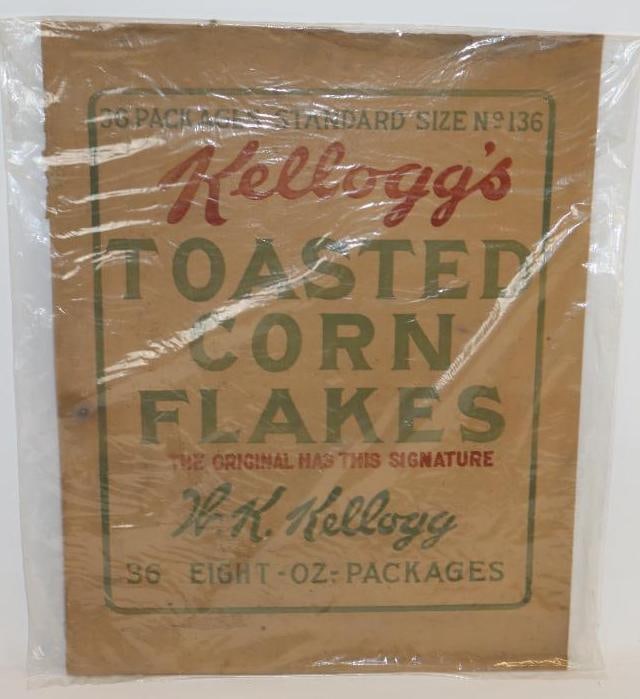 36 PACKAGES STANDARD SIZE Nº 136
Kellogg's
TOASTED
CORN
FLAKES
THE ORIGINAL HAS THIS SIGNATURE
W. K. Kellogg
36 EIGHT-OZ-PACKAGES